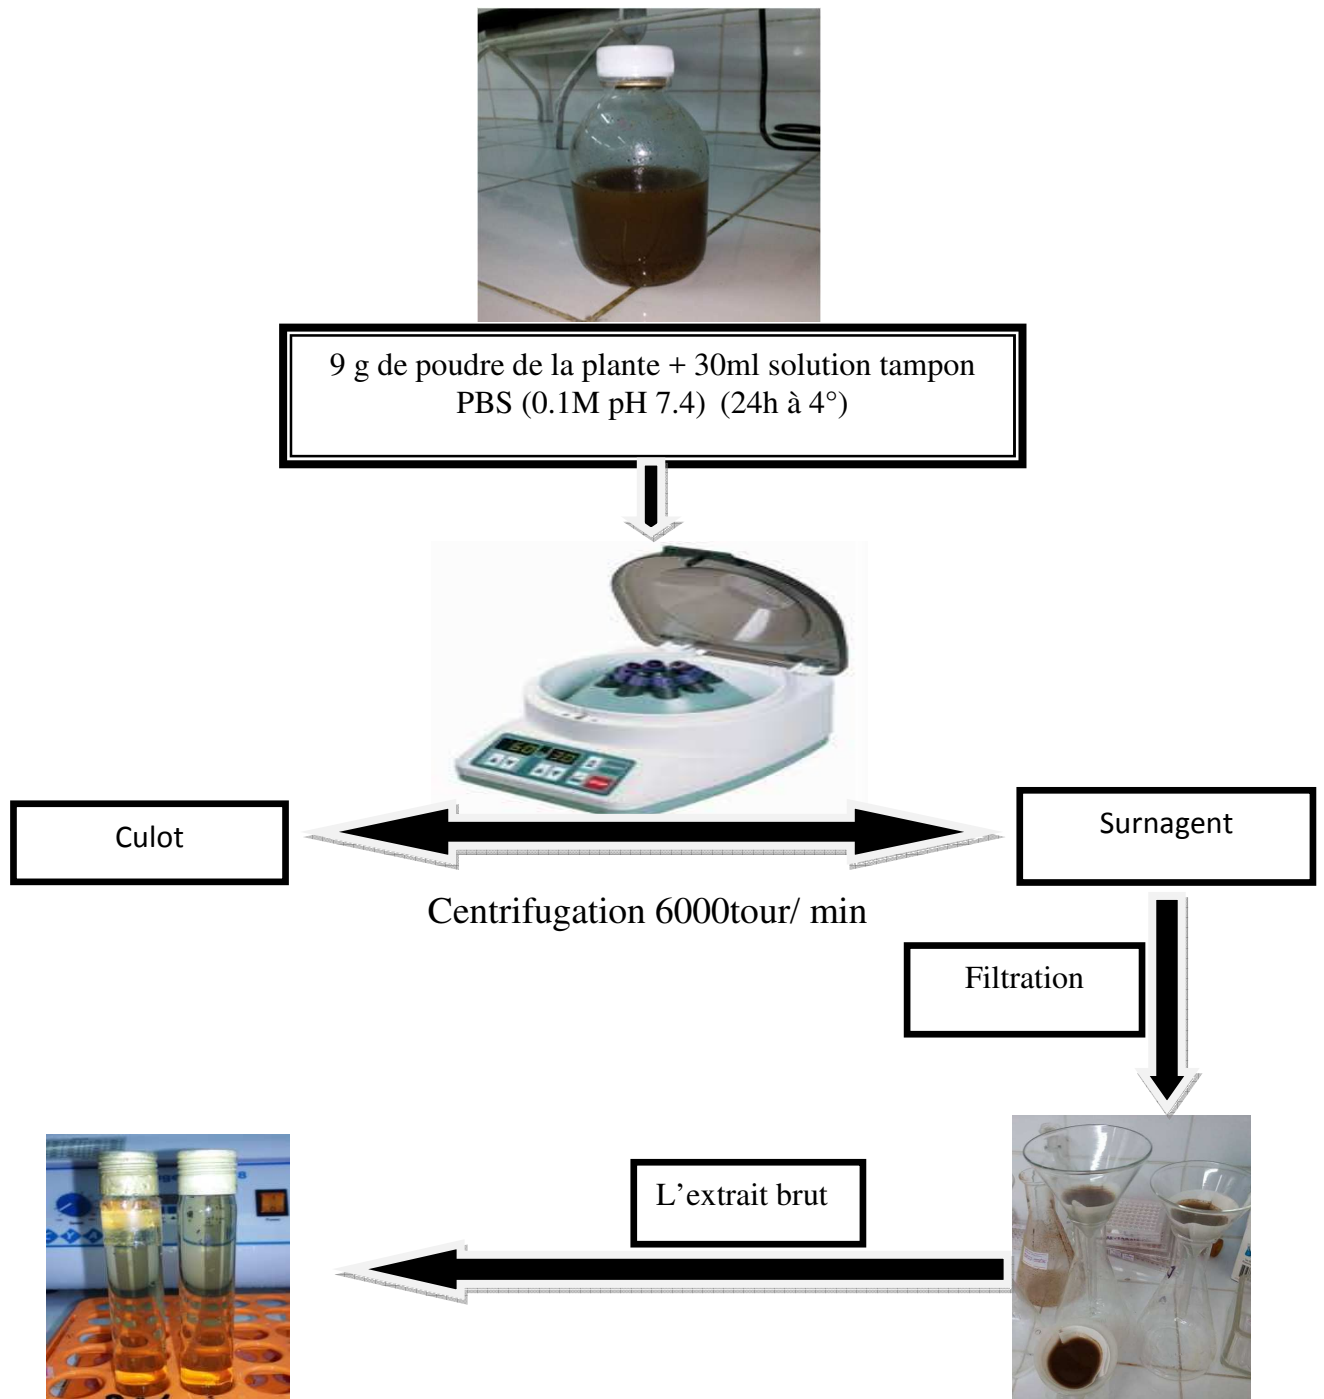 9 g de poudre de la plante + 30ml solution tampon
PBS (0.1M pH 7.4) (24h à 4°)
Culot
Surnagent
Centrifugation 6000tour/ min
Filtration
L’extrait brut